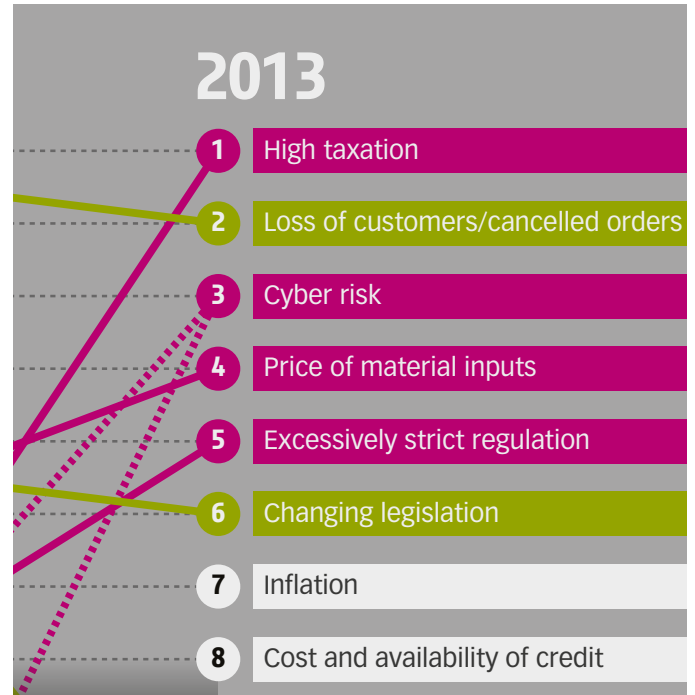 2013
1 High taxation
2 Loss of customers/cancelled orders
3 Cyber risk
4 Price of material inputs
5 Excessively strict regulation
6 Changing legislation
7 Inflation
8 Cost and availability of credit